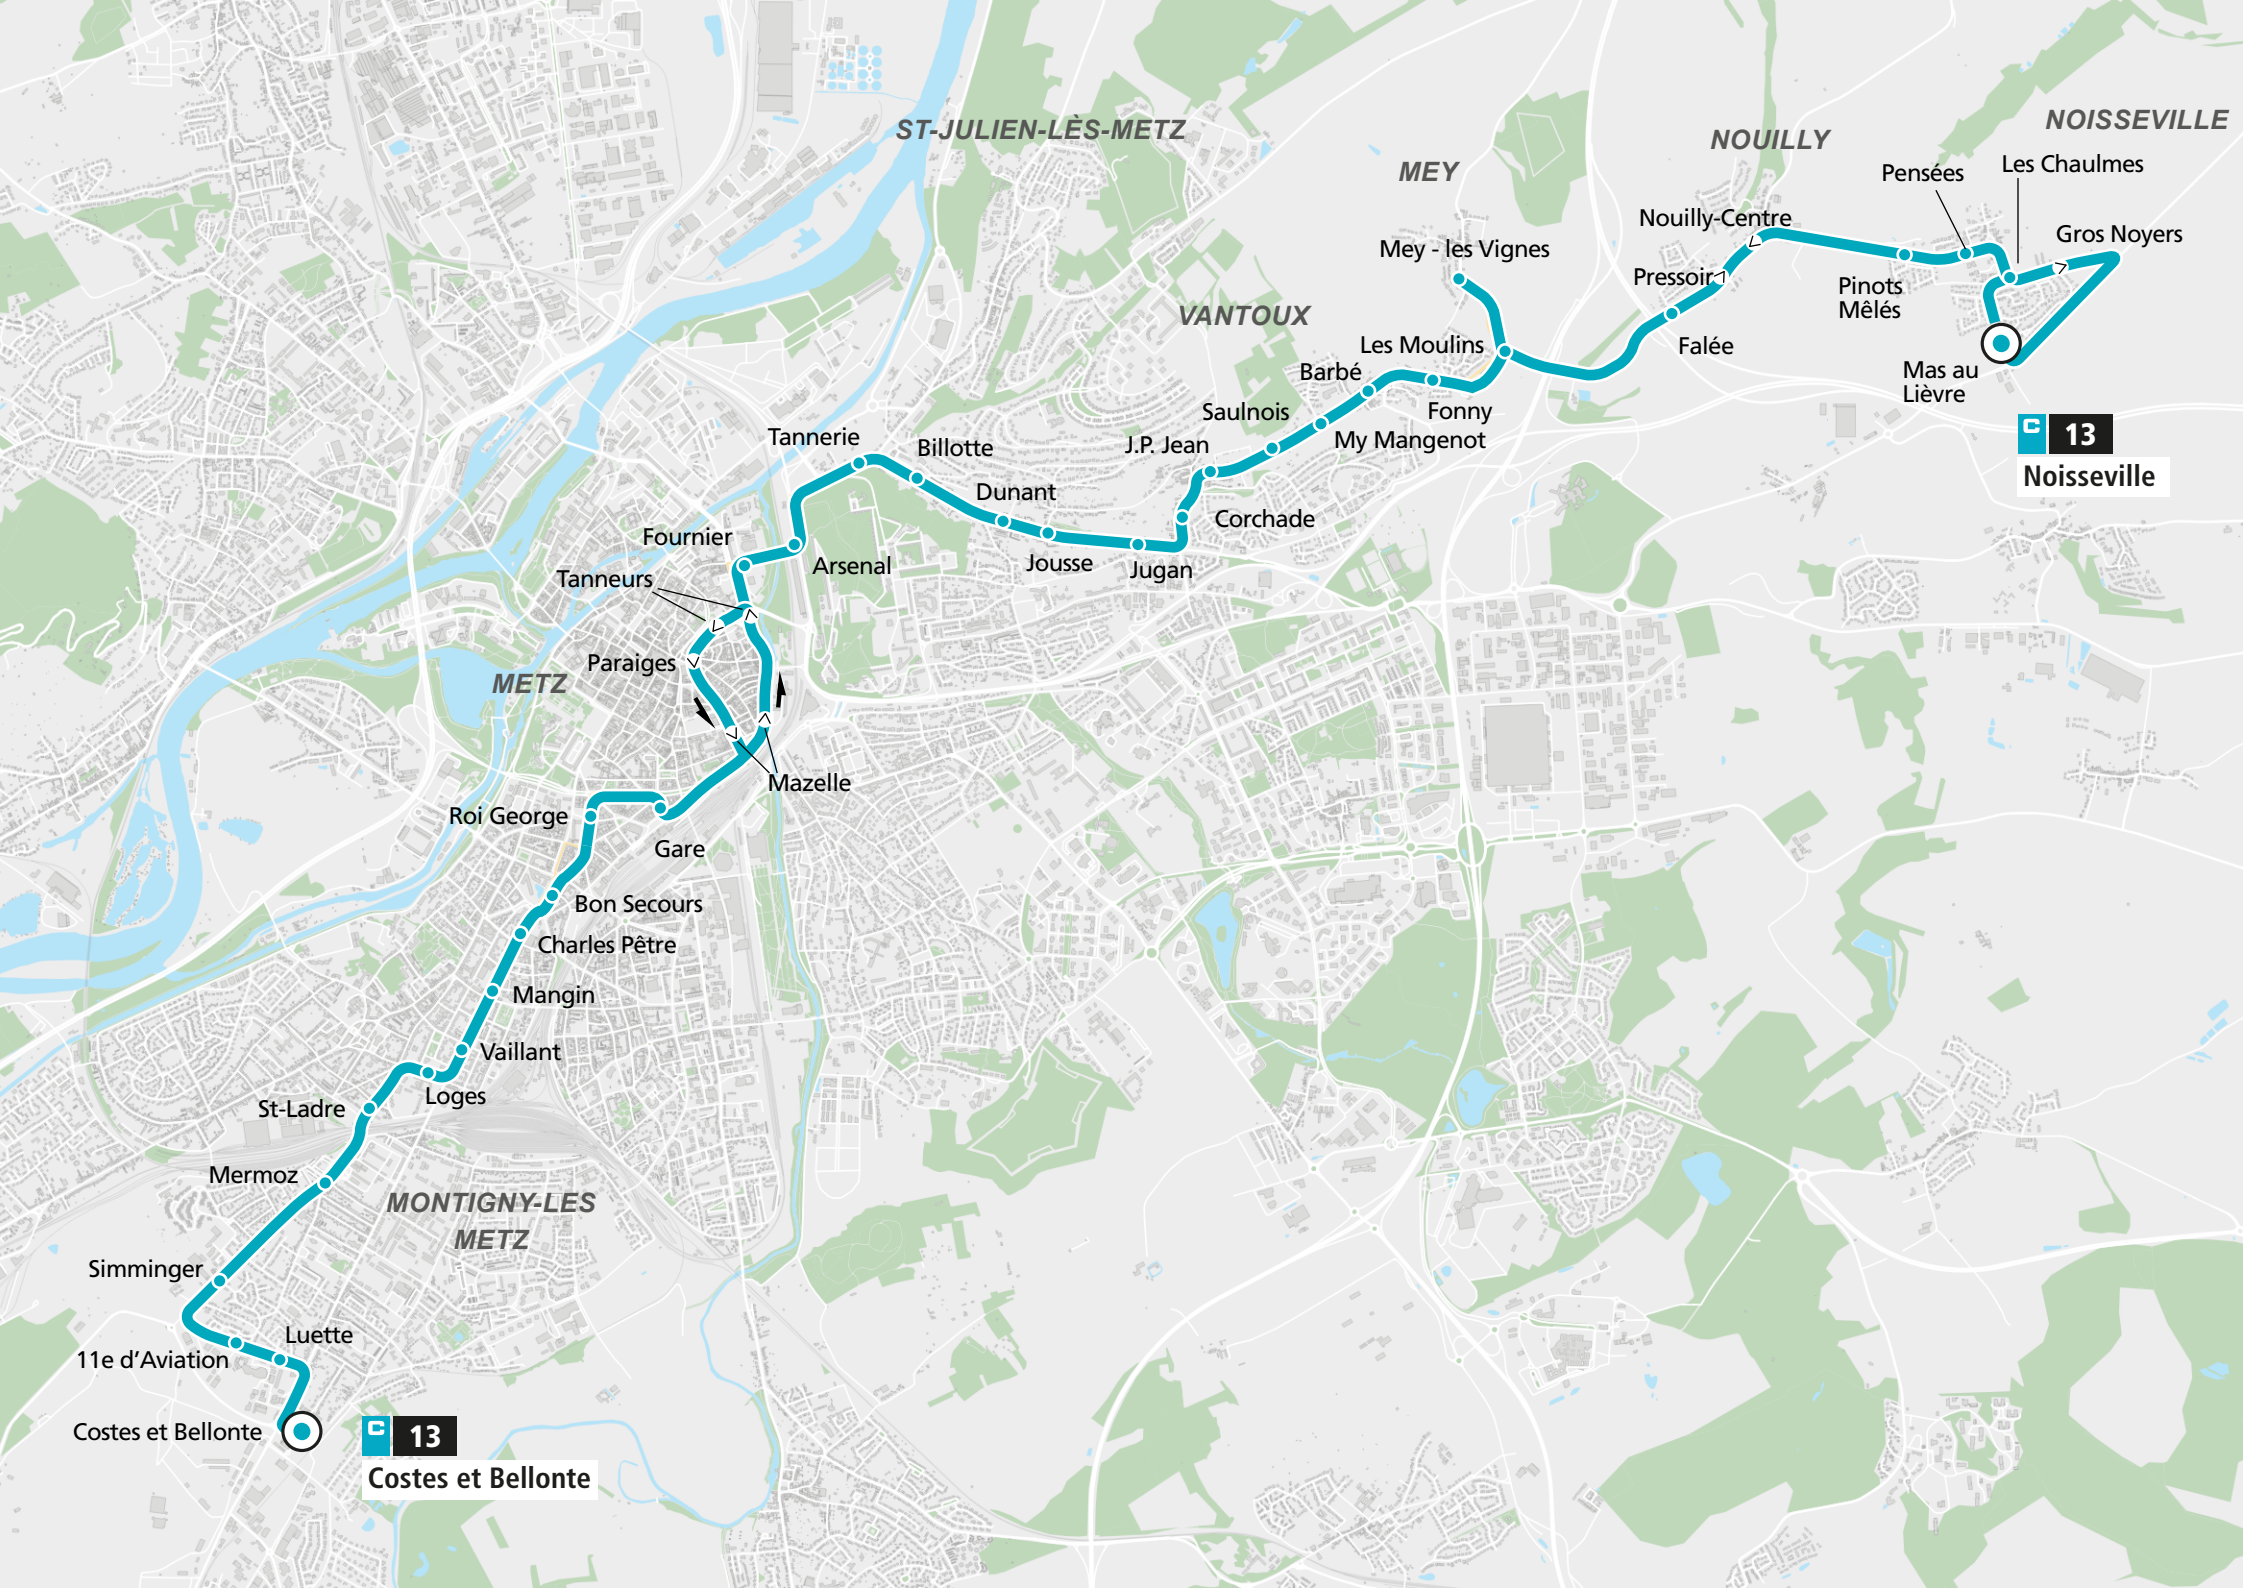 NOISSEVILLE
ST-JULIEN-LÈS-METZ
NOUILLY
MEY
Les Chaulmes
Pensées
Nouilly-Centre
Gros Noyers
Mey - les Vignes
Pressoir
Pinots
Mêlés
VANTOUX
Les Moulins
Falée
Barbé
Mas au
Lièvre
Saulnois
Fonny
C 13
Noisseville
Tannerie
Billotte
J.P. Jean
My Mangenot
Dunant
Corchade
Fournier
Arsenal
Jousse
Jugan
Tanneurs
Paraiges
METZ
Mazelle
Roi George
Gare
Bon Secours
Charles Pêtre
Mangin
Vaillant
Loges
St-Ladre
Mermoz
MONTIGNY-LES
METZ
Simminger
Luette
11e d'Aviation
Costes et Bellonte
C 13
Costes et Bellonte